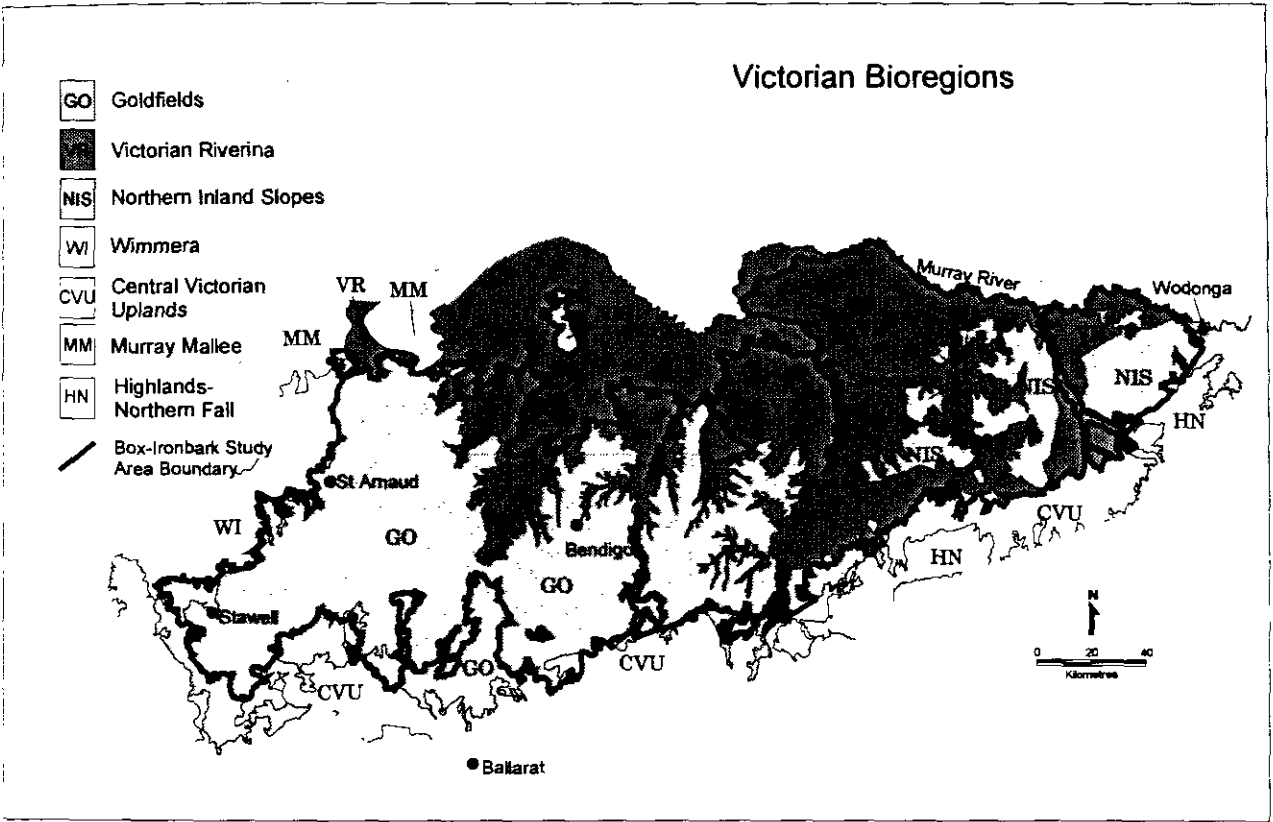 Victorian Bioregions
GO Goldfields
VR Victorian Riverina
NIS Northern Inland Slopes
WI Wimmera
CVU Central Victorian
Uplands
MM Murray Mallee
HN Highlands-
Northern Fall
Box-Ironbark Study
Area Boundary
VR
MM
MM
Murray River
Wodonga
NIS
NIS
HN
NIS
St Arnaud
WI
GO
CVU
Bendigo
HN
GO
Stawell
N
CVU
GO
CVU
0 20 40
Kilometres
Ballarat